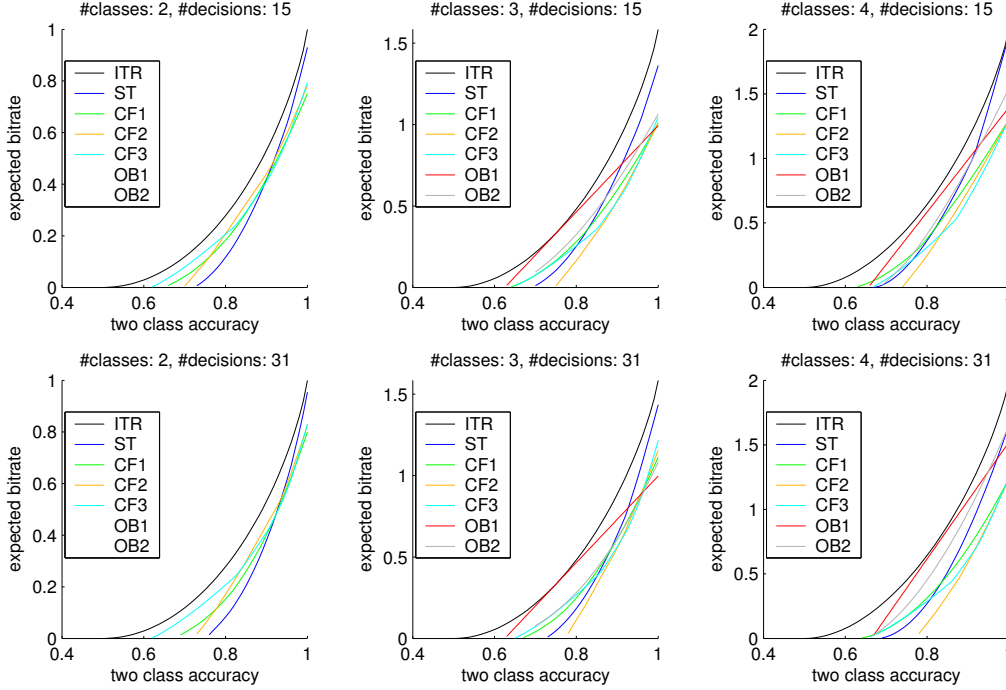 #classes: 2, #decisions: 15
expected bitrate
1
0.8
0.6
0.4
0.2
0
ITR
ST
CF1
CF2
CF3
OB1
OB2
0.4 0.6 0.8 1
two class accuracy
#classes: 3, #decisions: 15
expected bitrate
1.5
1
0.5
0
ITR
ST
CF1
CF2
CF3
OB1
OB2
0.4 0.6 0.8 1
two class accuracy
#classes: 4, #decisions: 15
expected bitrate
2
1.5
1
0.5
0
ITR
ST
CF1
CF2
CF3
OB1
OB2
0.4 0.6 0.8 1
two class accuracy
#classes: 2, #decisions: 31
expected bitrate
1
0.8
0.6
0.4
0.2
0
ITR
ST
CF1
CF2
CF3
OB1
OB2
0.4 0.6 0.8 1
two class accuracy
#classes: 3, #decisions: 31
expected bitrate
1.5
1
0.5
0
ITR
ST
CF1
CF2
CF3
OB1
OB2
0.4 0.6 0.8 1
two class accuracy
#classes: 4, #decisions: 31
expected bitrate
2
1.5
1
0.5
0
ITR
ST
CF1
CF2
CF3
OB1
OB2
0.4 0.6 0.8 1
two class accuracy